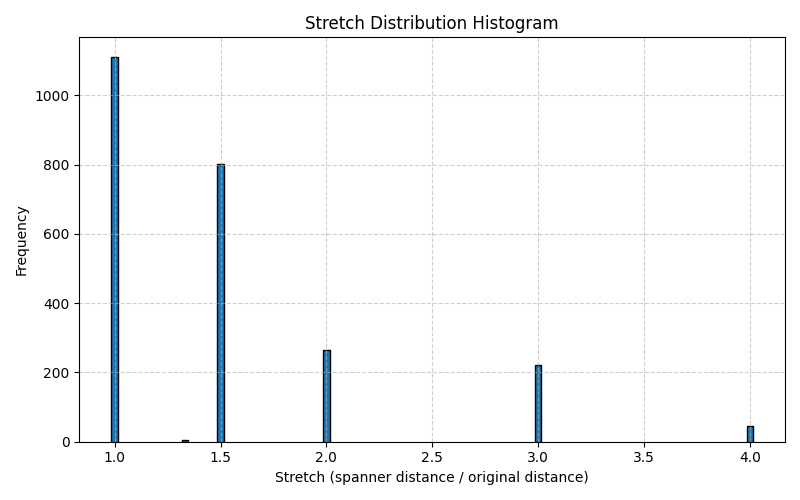 Stretch Distribution Histogram
Frequency
1000
800
600
400
200
0
1.0 1.5 2.0 2.5 3.0 3.5 4.0
Stretch (spanner distance / original distance)